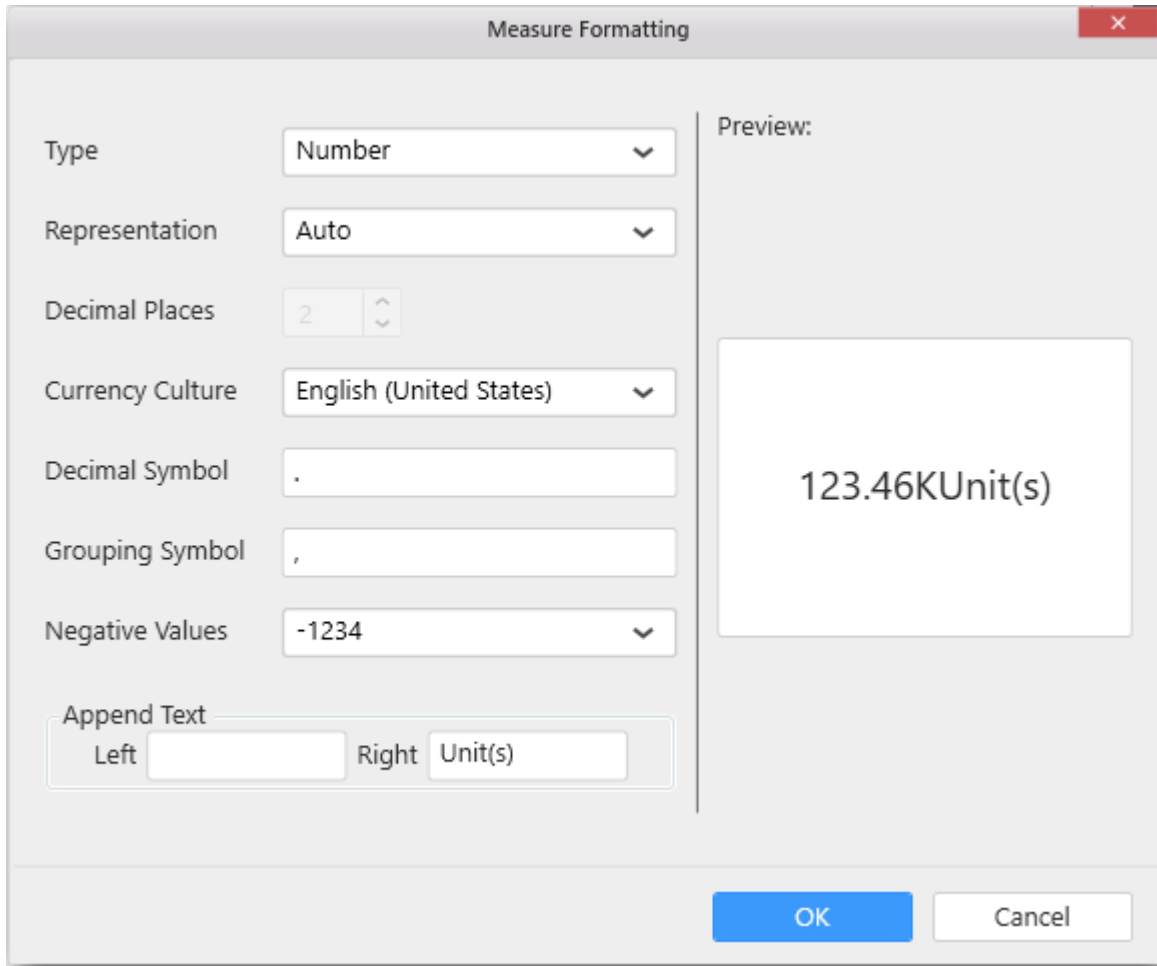 Measure Formatting
Preview:
Type Number
Representation Auto
Decimal Places 2
Currency Culture English (United States)
Decimal Symbol .
Grouping Symbol ,
Negative Values -1234
123.46KUnit(s)
Append Text
Left Right Unit(s)
OK Cancel